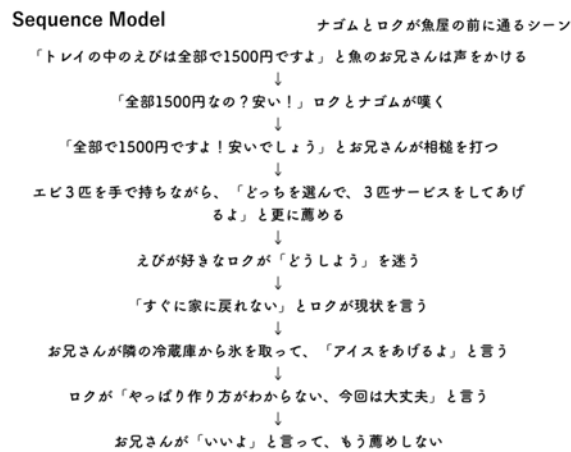 Sequence Model
ナゴムとロクが魚屋の前に通るシーン
「トレイの中のえびは全部で1500円ですよ」と魚のお兄さんは声をかける
↓
「全部1500円なの？安い！」ロクとナゴムが嘆く
↓
「全部で1500円ですよ！安いでしょう」とお兄さんが相槌を打つ
↓
エビ３匹を手で持ちながら、「どっちを選んで、３匹サービスをしてあげ
るよ」と更に薦める
↓
えびが好きなロクが「どうしよう」を迷う
↓
「すぐに家に戻れない」とロクが現状を言う
↓
お兄さんが隣の冷蔵庫から氷を取って、「アイスをあげるよ」と言う
↓
ロクが「やっぱり作り方がわからない、今回は大丈夫」と言う
↓
お兄さんが「いいよ」と言って、もう薦めしない